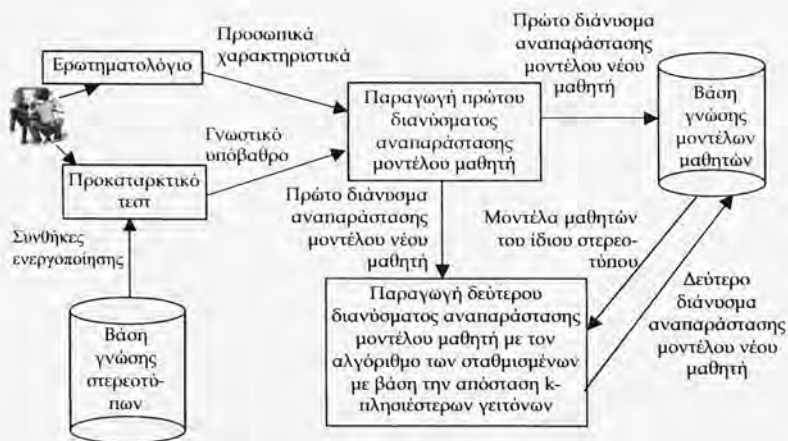 Ερωτηματολόγιο
Προσωπικά
χαρακτηριστικά
Πρώτο διάνυσμα
αναπαράστασης
μοντέλου νέου
μαθητή
Παραγωγή πρώτου
διανύσματος
αναπαράστασης
μοντέλου μαθητή
Βάση
γνώσης
μοντέλων
μαθητών
Γνωστικό
υπόβαθρο
Προκαταρκτικό
τεστ
Πρώτο διάνυσμα
αναπαράστασης
μοντέλου νέου
μαθητή
Μοντέλα μαθητών
του ίδιου στερεο-
τύπου
Συνθήκες
ενεργοποίησης
Βάση
γνώσης
στερεοτύ-
πων
Παραγωγή δεύτερου
διανύσματος αναπαράστασης
μοντέλου μαθητή με τον
αλγόριθμο των σταθμισμένων
με βάση την απόσταση k-
πλησιέστερων γειτόνων
Δεύτερο
διάνυσμα
αναπαράστασης
μοντέλου νέου
μαθητή